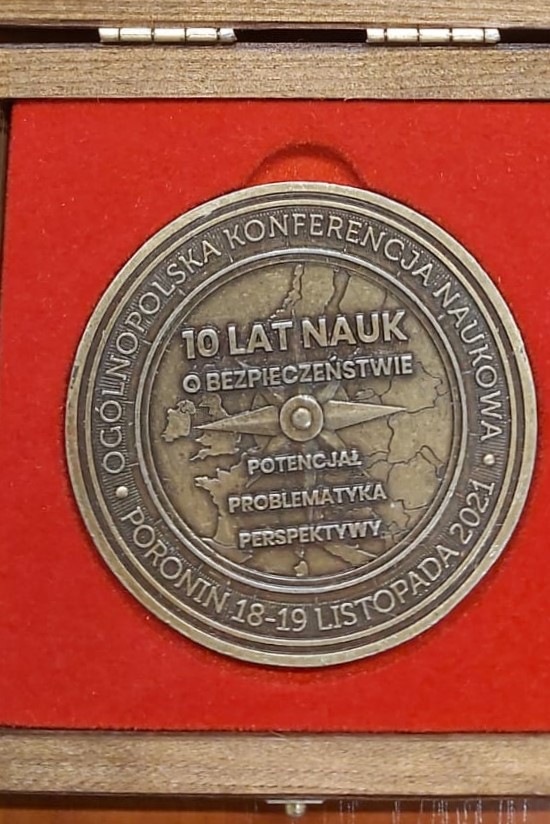 OGÓLNOPOLSKA KONFERENCJA NAUKOWA
10 LAT NAUK
O BEZPIECZEŃSTWIE
POTENCJAŁ
PROBLEMATYKA
PERSPEKTYWY
PORONIN 18-19 LISTOPADA 2021